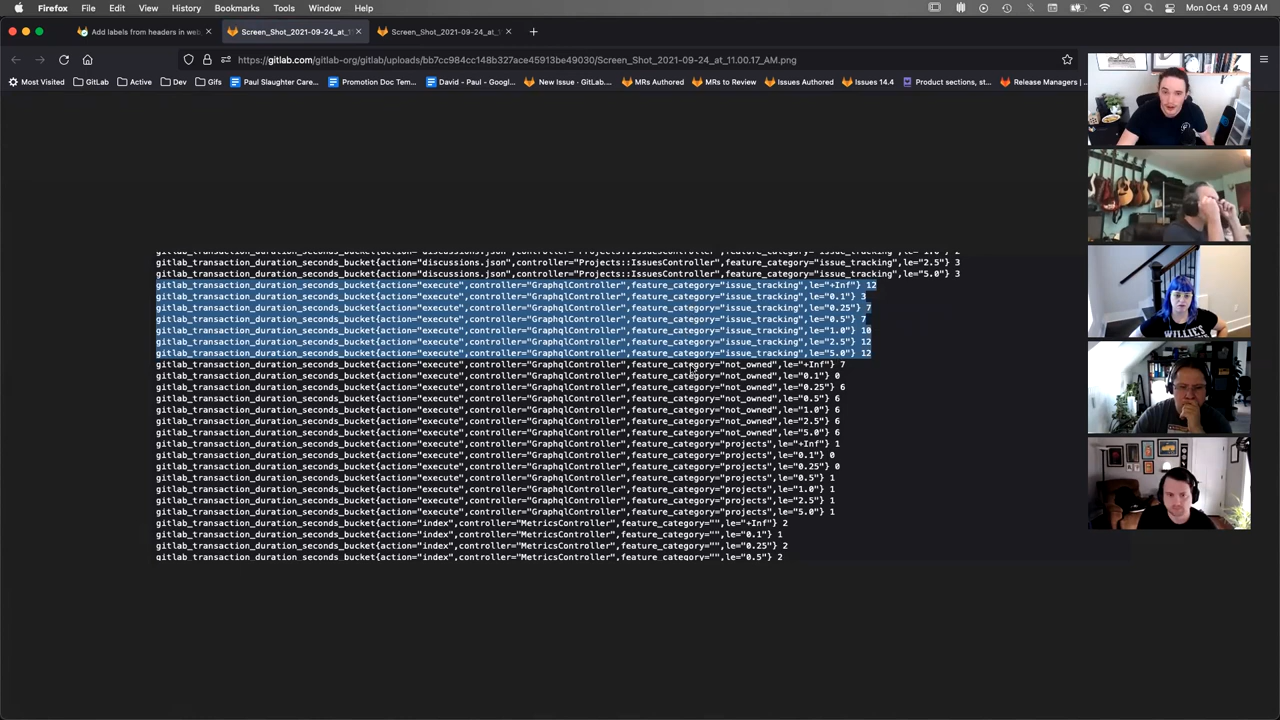 Firefox File Edit View History Bookmarks Tools Window Help Mon Oct 4 9:09 AM
Add labels from headers in web Screen_Shot_2021-09-24_at_1 Screen_Shot_2021-09-24_at_
https://gitlab.com/gitlab-org/gitlab/uploads/bb7cc984cc148b327ace45913be49030/Screen_Shot_2021-09-24_at_11.00.17_AM.png
Most Visited GitLab Active Dev Gifs Paul Slaughter Care... Promotion Doc Tem... David - Paul - Googl... New Issue · GitLab.... MRs Authored MRs to Review Issues Authored Issues 14.4 Product sections, st... Release Managers |...
gitlab_transaction_duration_seconds_bucket{action="discussions.json",controller="Projects::IssuesController",feature_category="issue_tracking",le="1.0"} 2
gitlab_transaction_duration_seconds_bucket{action="discussions.json",controller="Projects::IssuesController",feature_category="issue_tracking",le="2.5"} 3
gitlab_transaction_duration_seconds_bucket{action="discussions.json",controller="Projects::IssuesController",feature_category="issue_tracking",le="5.0"} 3
gitlab_transaction_duration_seconds_bucket{action="execute",controller="GraphqlController",feature_category="issue_tracking",le="+Inf"} 12
gitlab_transaction_duration_seconds_bucket{action="execute",controller="GraphqlController",feature_category="issue_tracking",le="0.1"} 3
gitlab_transaction_duration_seconds_bucket{action="execute",controller="GraphqlController",feature_category="issue_tracking",le="0.25"} 7
gitlab_transaction_duration_seconds_bucket{action="execute",controller="GraphqlController",feature_category="issue_tracking",le="0.5"} 7
gitlab_transaction_duration_seconds_bucket{action="execute",controller="GraphqlController",feature_category="issue_tracking",le="1.0"} 10
gitlab_transaction_duration_seconds_bucket{action="execute",controller="GraphqlController",feature_category="issue_tracking",le="2.5"} 12
gitlab_transaction_duration_seconds_bucket{action="execute",controller="GraphqlController",feature_category="issue_tracking",le="5.0"} 12
gitlab_transaction_duration_seconds_bucket{action="execute",controller="GraphqlController",feature_category="not_owned",le="+Inf"} 7
gitlab_transaction_duration_seconds_bucket{action="execute",controller="GraphqlController",feature_category="not_owned",le="0.1"} 0
gitlab_transaction_duration_seconds_bucket{action="execute",controller="GraphqlController",feature_category="not_owned",le="0.25"} 6
gitlab_transaction_duration_seconds_bucket{action="execute",controller="GraphqlController",feature_category="not_owned",le="0.5"} 6
gitlab_transaction_duration_seconds_bucket{action="execute",controller="GraphqlController",feature_category="not_owned",le="1.0"} 6
gitlab_transaction_duration_seconds_bucket{action="execute",controller="GraphqlController",feature_category="not_owned",le="2.5"} 6
gitlab_transaction_duration_seconds_bucket{action="execute",controller="GraphqlController",feature_category="not_owned",le="5.0"} 6
gitlab_transaction_duration_seconds_bucket{action="execute",controller="GraphqlController",feature_category="projects",le="+Inf"} 1
gitlab_transaction_duration_seconds_bucket{action="execute",controller="GraphqlController",feature_category="projects",le="0.1"} 0
gitlab_transaction_duration_seconds_bucket{action="execute",controller="GraphqlController",feature_category="projects",le="0.25"} 0
gitlab_transaction_duration_seconds_bucket{action="execute",controller="GraphqlController",feature_category="projects",le="0.5"} 1
gitlab_transaction_duration_seconds_bucket{action="execute",controller="GraphqlController",feature_category="projects",le="1.0"} 1
gitlab_transaction_duration_seconds_bucket{action="execute",controller="GraphqlController",feature_category="projects",le="2.5"} 1
gitlab_transaction_duration_seconds_bucket{action="execute",controller="GraphqlController",feature_category="projects",le="5.0"} 1
gitlab_transaction_duration_seconds_bucket{action="index",controller="MetricsController",feature_category="",le="+Inf"} 2
gitlab_transaction_duration_seconds_bucket{action="index",controller="MetricsController",feature_category="",le="0.1"} 1
gitlab_transaction_duration_seconds_bucket{action="index",controller="MetricsController",feature_category="",le="0.25"} 2
gitlab_transaction_duration_seconds_bucket{action="index",controller="MetricsController",feature_category="",le="0.5"} 2
WILLIE'S